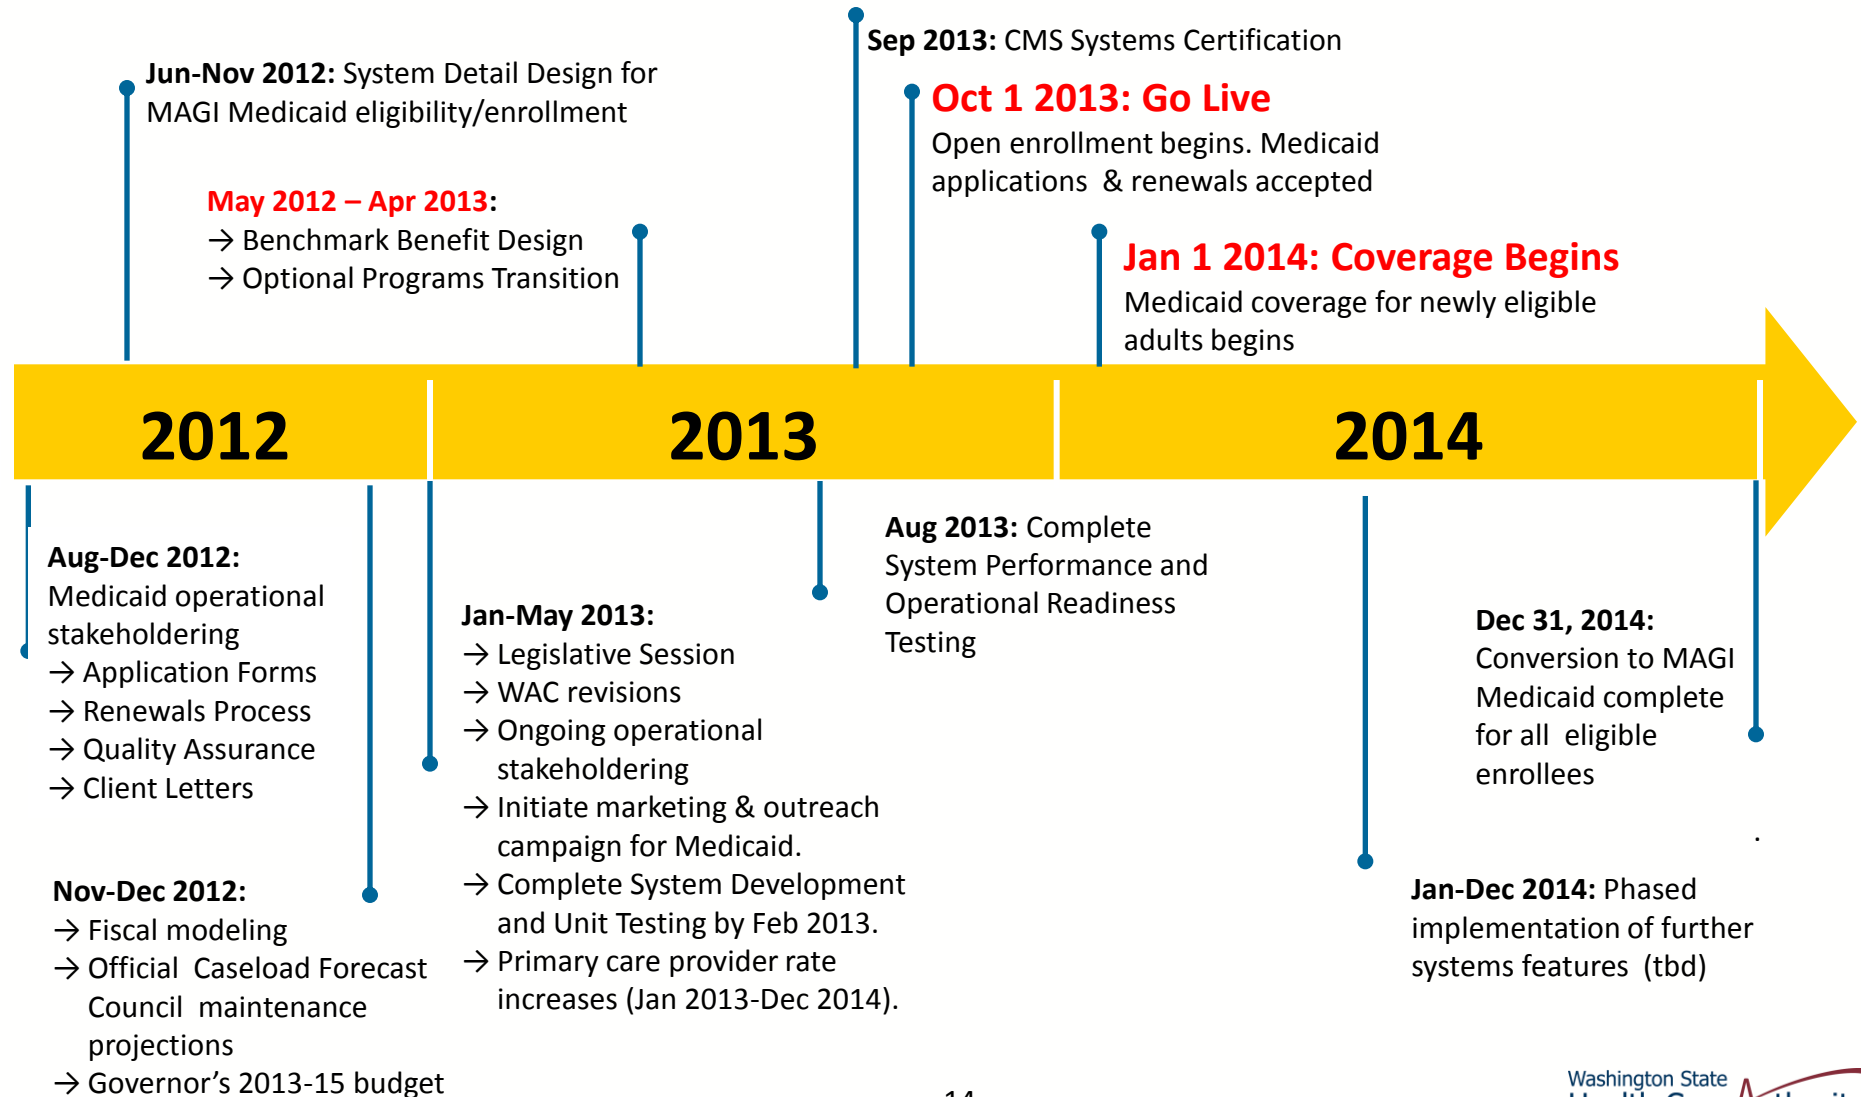 Sep 2013: CMS Systems Certification
Jun-Nov 2012: System Detail Design for
MAGI Medicaid eligibility/enrollment
Oct 1 2013: Go Live
Open enrollment begins. Medicaid
applications & renewals accepted
May 2012 – Apr 2013:
→ Benchmark Benefit Design
→ Optional Programs Transition
Jan 1 2014: Coverage Begins
Medicaid coverage for newly eligible
adults begins
2012
2013
2014
Aug-Dec 2012:
Medicaid operational
stakeholdering
→ Application Forms
→ Renewals Process
→ Quality Assurance
→ Client Letters
Nov-Dec 2012:
→ Fiscal modeling
→ Official Caseload Forecast
Council maintenance
projections
→ Governor's 2013-15 budget
Jan-May 2013:
→ Legislative Session
→ WAC revisions
→ Ongoing operational
stakeholdering
→ Initiate marketing & outreach
campaign for Medicaid.
→ Complete System Development
and Unit Testing by Feb 2013.
→ Primary care provider rate
increases (Jan 2013-Dec 2014).
Aug 2013: Complete
System Performance and
Operational Readiness
Testing
Dec 31, 2014:
Conversion to MAGI
Medicaid complete
for all eligible
enrollees
.
Jan-Dec 2014: Phased
implementation of further
systems features (tbd)
14
Washington State